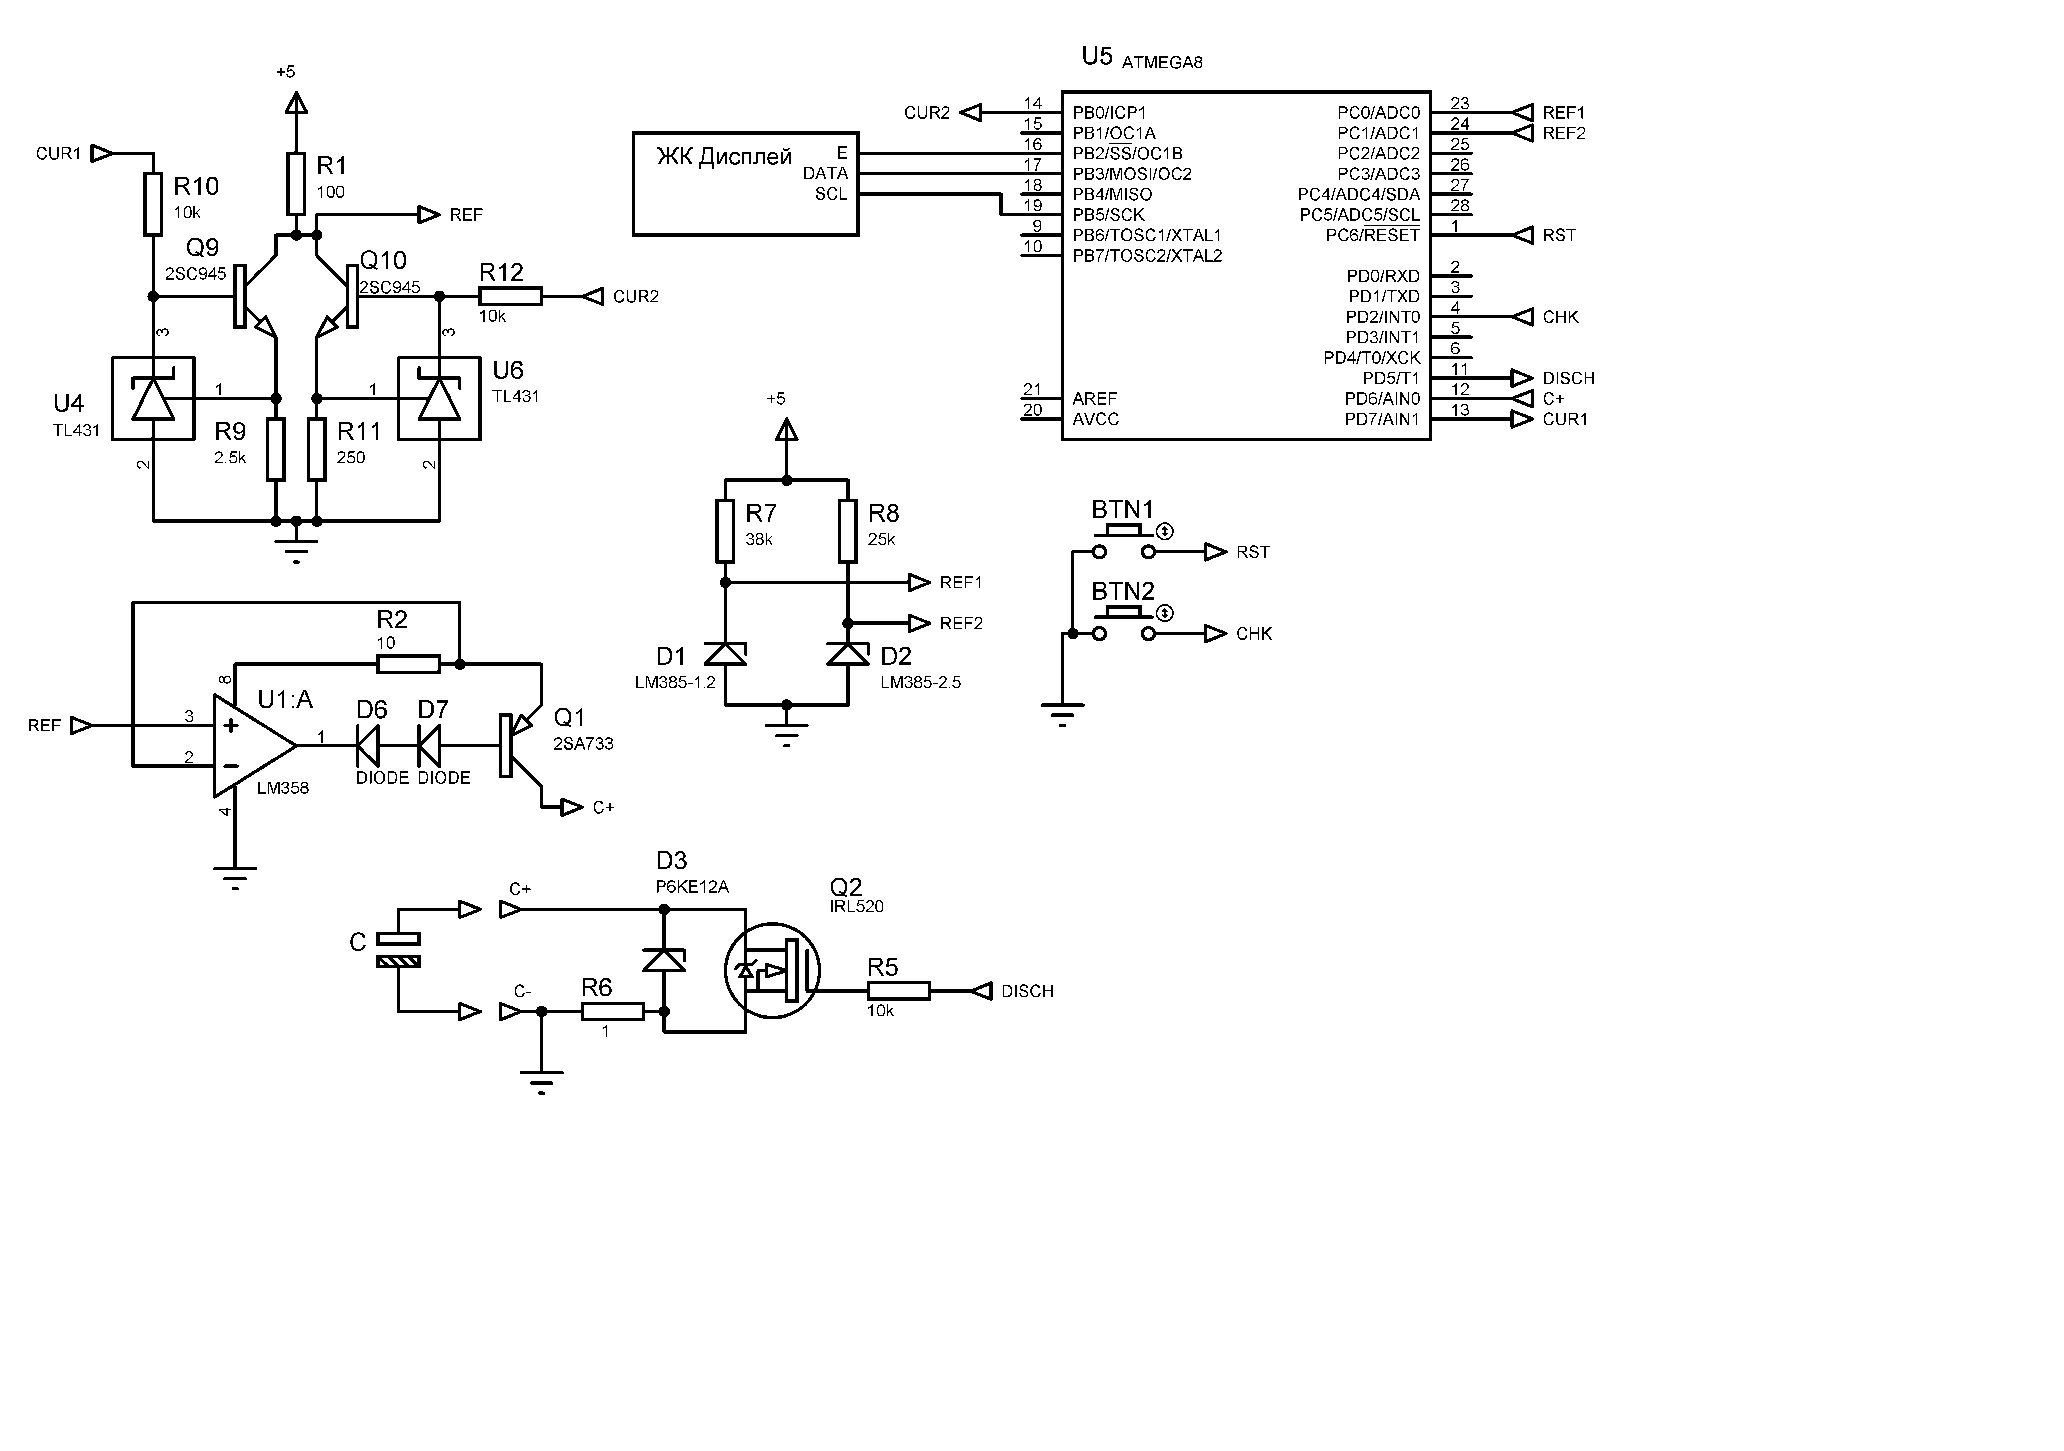 +5
CUR1
R10
10k
R1
100
REF
Q9
2SC945
Q10
2SC945
R12
10k
CUR2
3
3
U4
TL431
1
1
U6
TL431
R9
2.5k
R11
250
2
2
ЖК Дисплей
E
DATA
SCL
U5 ATMEGA8
CUR2 14 PB0/ICP1
15 PB1/OC1A
16 PB2/SS/OC1B
17 PB3/MOSI/OC2
18 PB4/MISO
19 PB5/SCK
9 PB6/TOSC1/XTAL1
10 PB7/TOSC2/XTAL2
21 AREF
20 AVCC
PC0/ADC0 23 REF1
PC1/ADC1 24 REF2
PC2/ADC2 25
PC3/ADC3 26
PC4/ADC4/SDA 27
PC5/ADC5/SCL 28
PC6/RESET 1 RST
PD0/RXD 2
PD1/TXD 3
PD2/INT0 4 CHK
PD3/INT1 5
PD4/T0/XCK 6
PD5/T1 11 DISCH
PD6/AIN0 12 C+
PD7/AIN1 13 CUR1
+5
R7
38k
R8
25k
REF1
REF2
D1
LM385-1.2
D2
LM385-2.5
BTN1
RST
BTN2
CHK
R2
10
8
U1:A
REF
3
2
1
4
LM358
D6
DIODE
D7
DIODE
Q1
2SA733
C+
D3
P6KE12A
Q2
IRL520
C+
C
C-
R6
1
R5
10k
DISCH